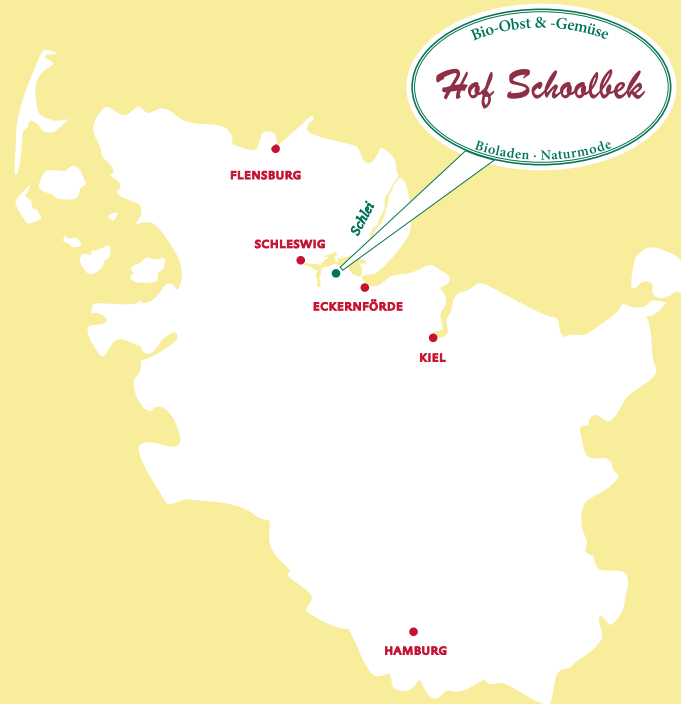 Bio-Obst & -Gemüse
Hof Schoolbek
Bioladen · Naturmode
FLENSBURG
Schlei
SCHLESWIG
ECKERNFÖRDE
KIEL
HAMBURG